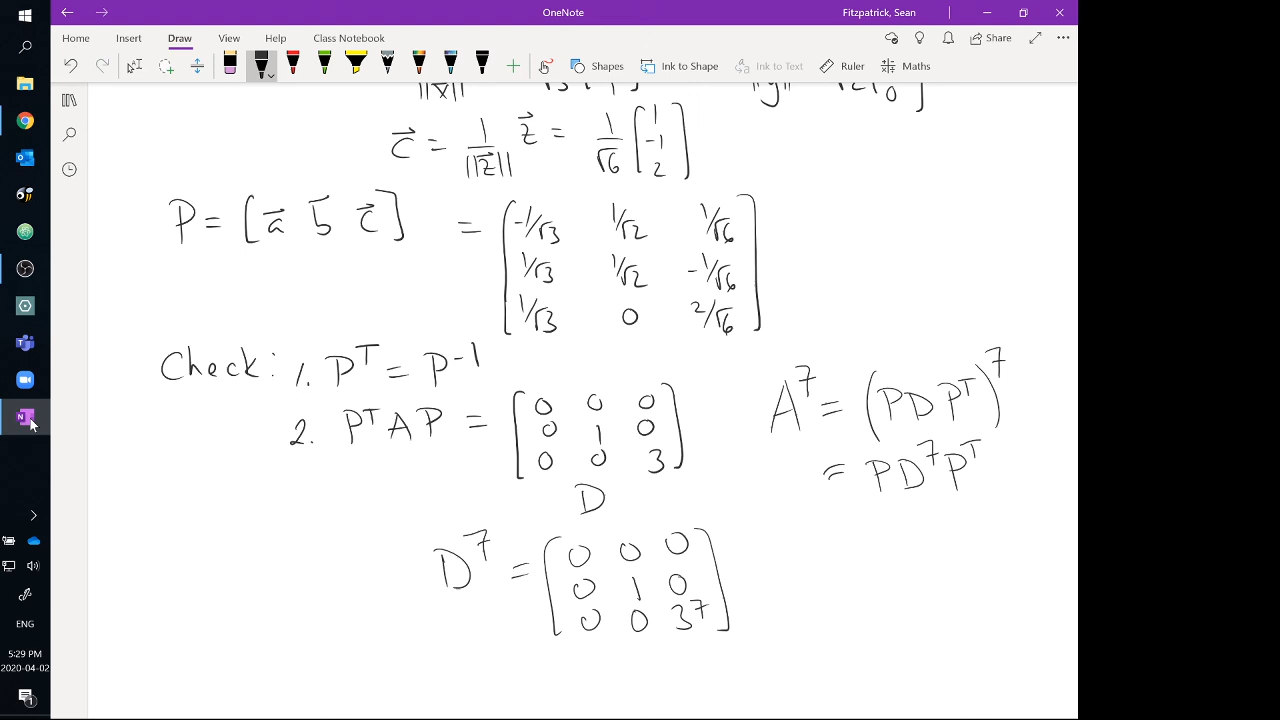 OneNote
Fitzpatrick, Sean
Home Insert Draw View Help Class Notebook
Share
Shapes Ink to Shape Ink to Text Ruler Maths
c⃗ = 1/||z⃗|| z⃗ = 1/√6 [1 -1 2]
P = [a⃗ b⃗ c⃗] = [-1/√3 1/√2 1/√6
1/√3 1/√2 -1/√6
1/√3 0 2/√6]
Check: 1. Pᵀ = P⁻¹
2. PᵀAP = [0 0 0
0 1 0
0 0 3]
D
A⁷ = (PDPᵀ)⁷
= PD⁷Pᵀ
D⁷ = [0 0 0
0 1 0
0 0 3⁷]
ENG
5:29 PM
2020-04-02
1